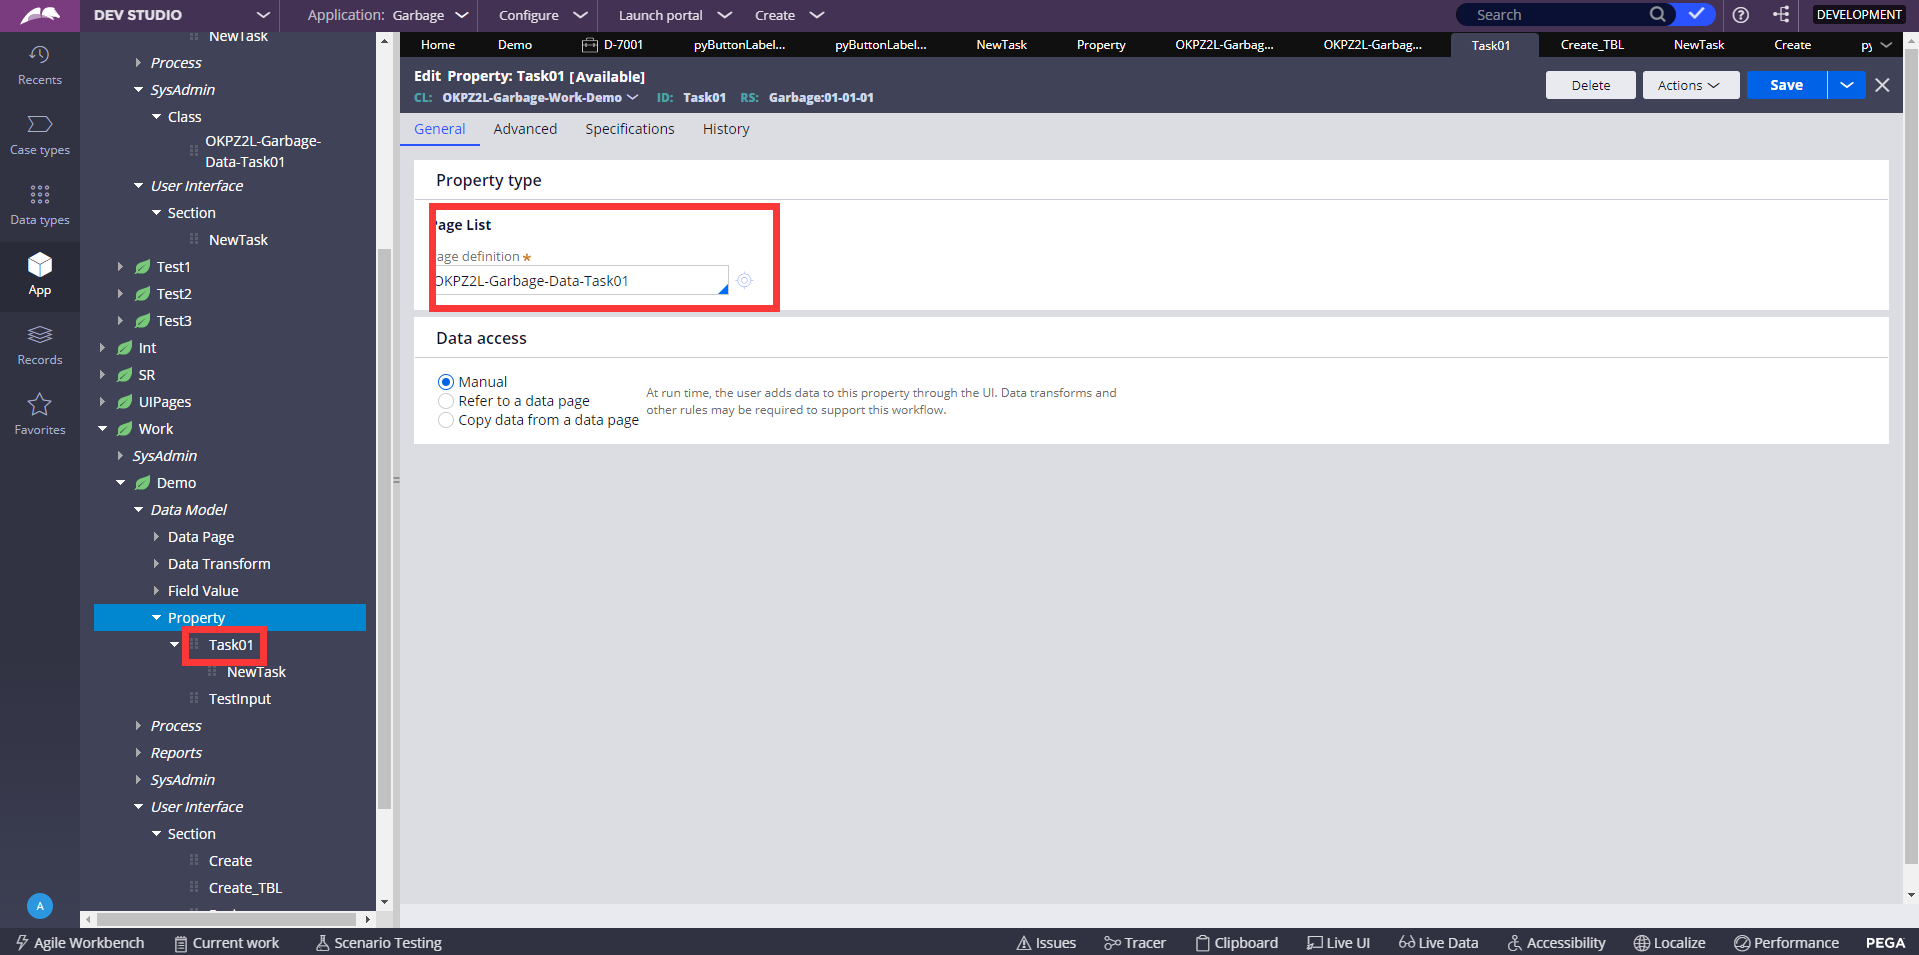 DEV STUDIO
Application: Garbage
Configure
Launch portal
Create
Search
DEVELOPMENT
Recents
Case types
Data types
App
Records
Favorites
A
NewTask
Process
SysAdmin
Class
OKPZ2L-Garbage-
Data-Task01
User Interface
Section
NewTask
Test1
Test2
Test3
Int
SR
UIPages
Work
SysAdmin
Demo
Data Model
Data Page
Data Transform
Field Value
Property
Task01
NewTask
TestInput
Process
Reports
SysAdmin
User Interface
Section
Create
Create_TBL
Home
Demo
D-7001
pyButtonLabel...
pyButtonLabel...
NewTask
Property
OKPZ2L-Garbag...
OKPZ2L-Garbag...
Task01
Create_TBL
NewTask
Create
py
Edit Property: Task01 [Available]
CL: OKPZ2L-Garbage-Work-Demo ID: Task01 RS: Garbage:01-01-01
Delete
Actions
Save
General
Advanced
Specifications
History
Property type
Page List
age definition *
OKPZ2L-Garbage-Data-Task01
Data access
Manual
Refer to a data page
Copy data from a data page
At run time, the user adds data to this property through the UI. Data transforms and
other rules may be required to support this workflow.
Agile Workbench
Current work
Scenario Testing
Issues
Tracer
Clipboard
Live UI
Live Data
Accessibility
Localize
Performance
PEGA